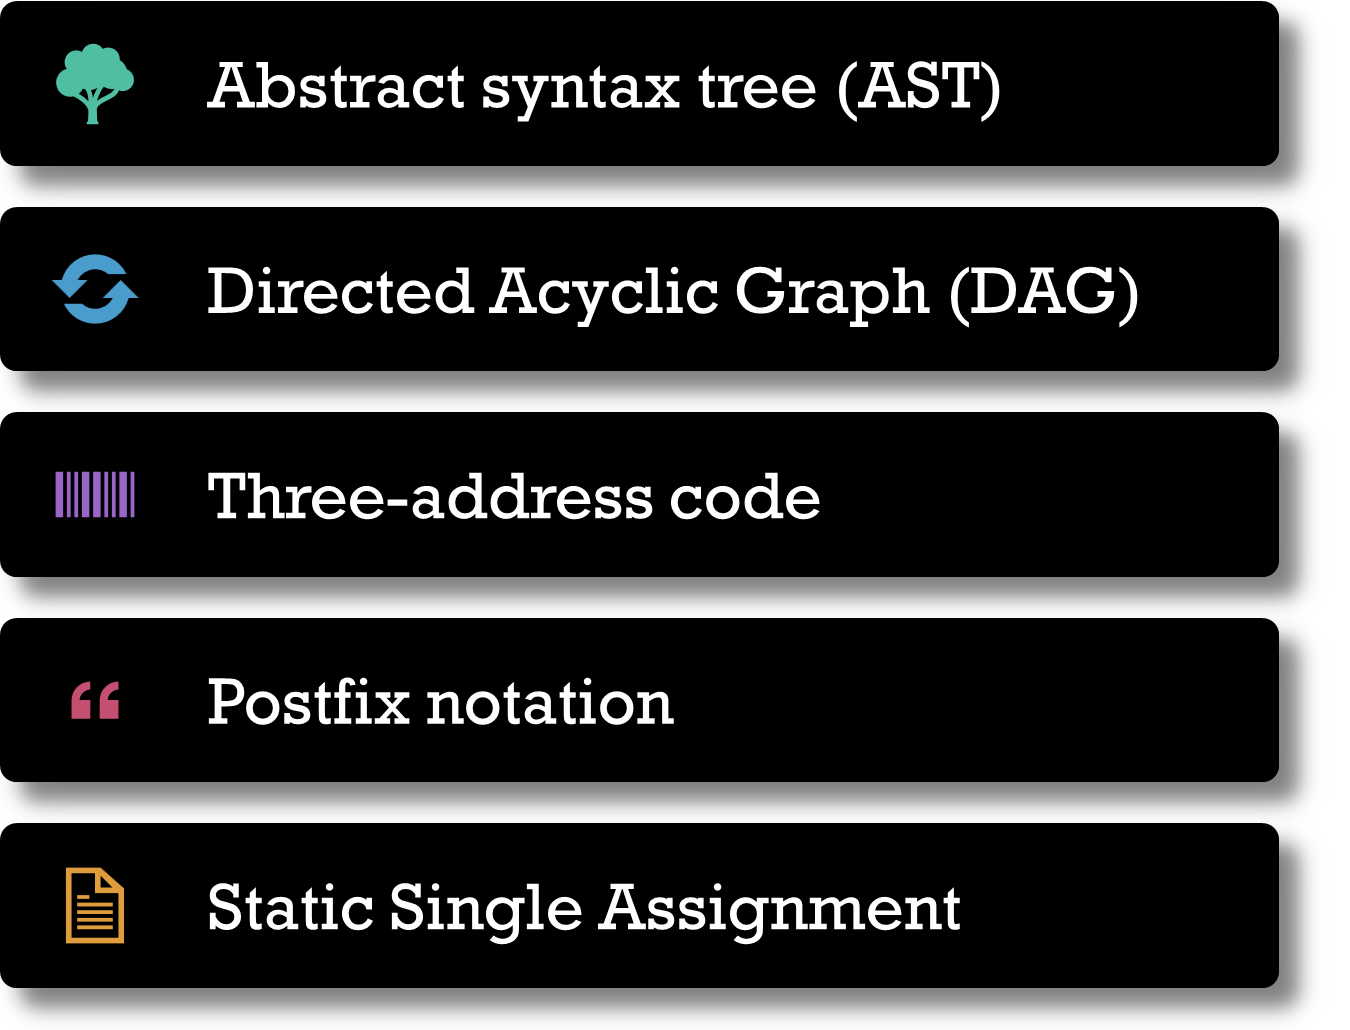 Abstract syntax tree (AST)
Directed Acyclic Graph (DAG)
Three-address code
Postfix notation
Static Single Assignment